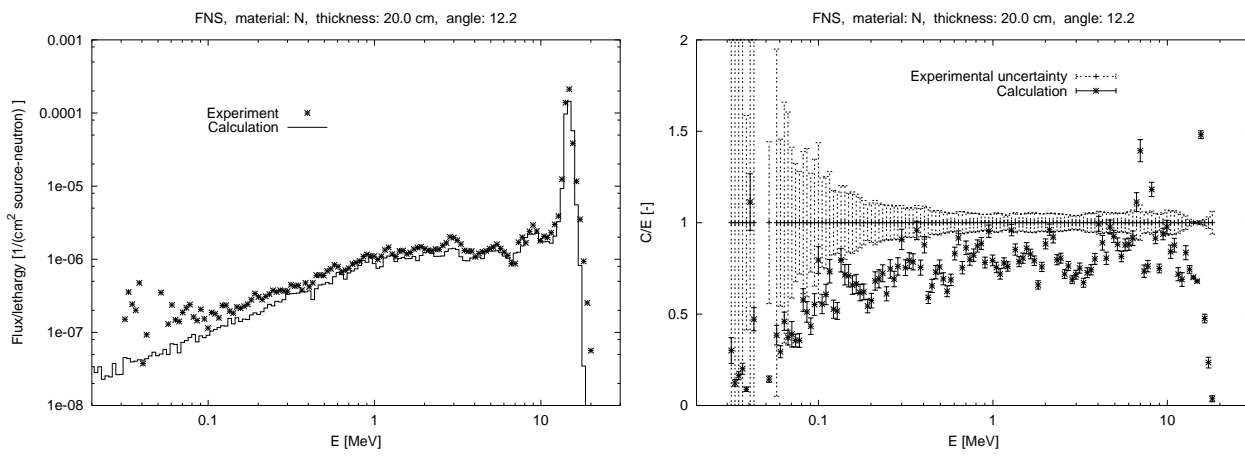 FNS, material: N, thickness: 20.0 cm, angle: 12.2
0.001
0.0001
1e-05
1e-06
1e-07
1e-08
Flux/lethargy [1/(cm² source-neutron) ]
Experiment
Calculation
0.1
1
10
E [MeV]
FNS, material: N, thickness: 20.0 cm, angle: 12.2
2
1.5
1
0.5
0
C/E [-]
Experimental uncertainty
Calculation
0.1
1
10
E [MeV]